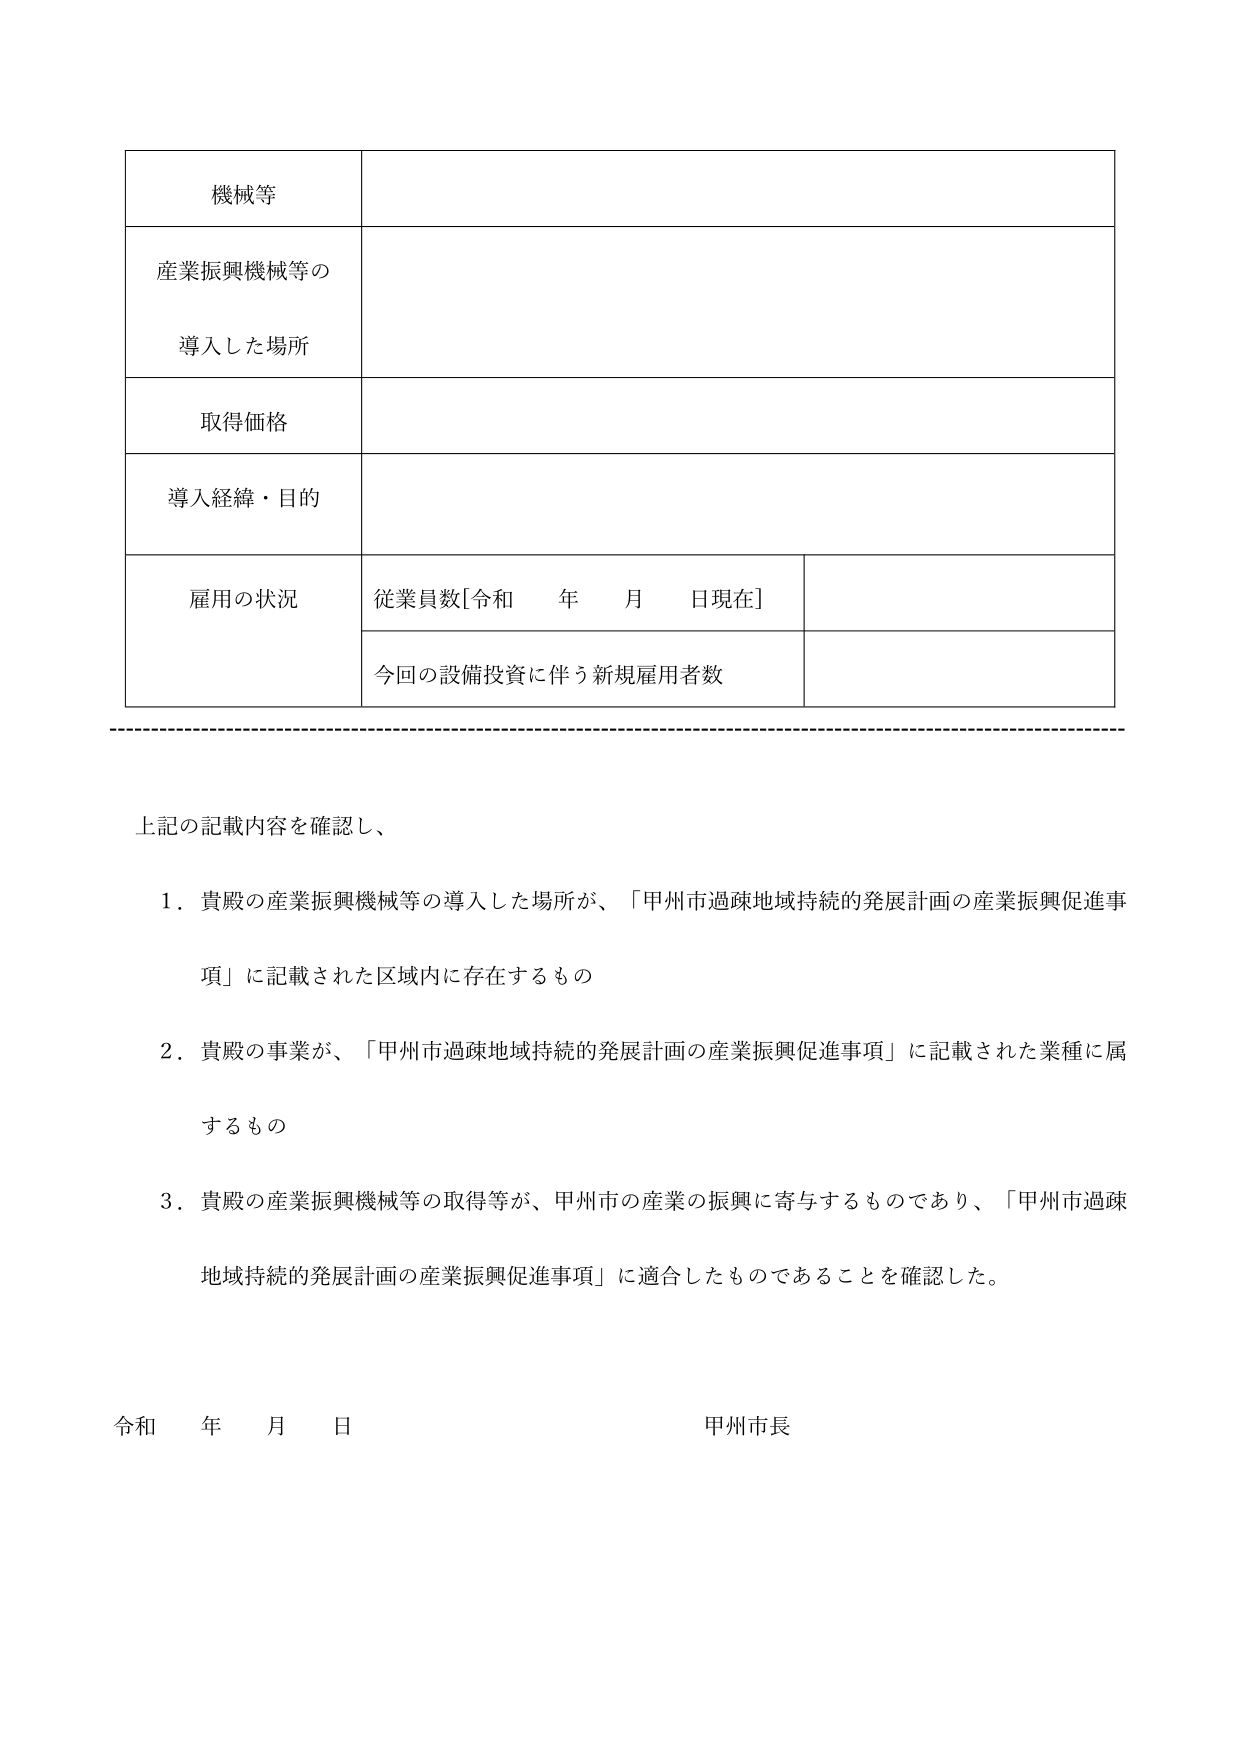 機械等
産業振興機械等の
導入した場所
取得価格
導入経緯・目的
雇用の状況
従業員数[令和　　年　　月　　日現在]
今回の設備投資に伴う新規雇用者数
上記の記載内容を確認し、
１．貴殿の産業振興機械等の導入した場所が、「甲州市過疎地域持続的発展計画の産業振興促進事
項」に記載された区域内に存在するもの
２．貴殿の事業が、「甲州市過疎地域持続的発展計画の産業振興促進事項」に記載された業種に属
するもの
３．貴殿の産業振興機械等の取得等が、甲州市の産業の振興に寄与するものであり、「甲州市過疎
地域持続的発展計画の産業振興促進事項」に適合したものであることを確認した。
令和　　年　　月　　日　　　　　　　　　　　　　　　　甲州市長